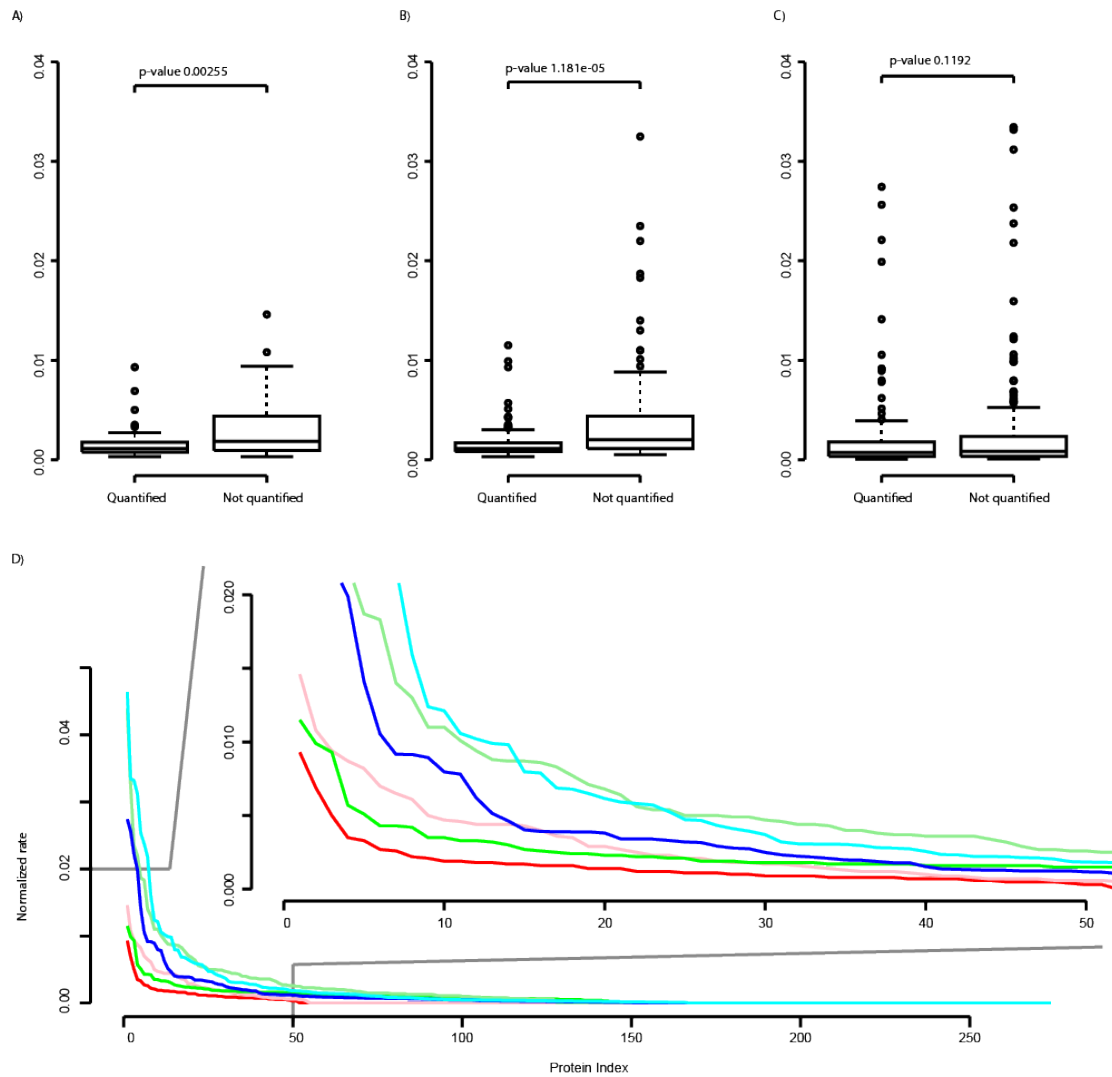 A)
B)
C)
p-value 0.00255
p-value 1.181e-05
p-value 0.1192
0.04
0.03
0.02
0.01
0.00
0.04
0.03
0.02
0.01
0.00
0.04
0.03
0.02
0.01
0.00
Quantified Not quantified
Quantified Not quantified
Quantified Not quantified
D)
Normalized rate
0.04
0.02
0.00
0.020
0.010
0.000
0 10 20 30 40 50
0 50 100 150 200 250
Protein Index